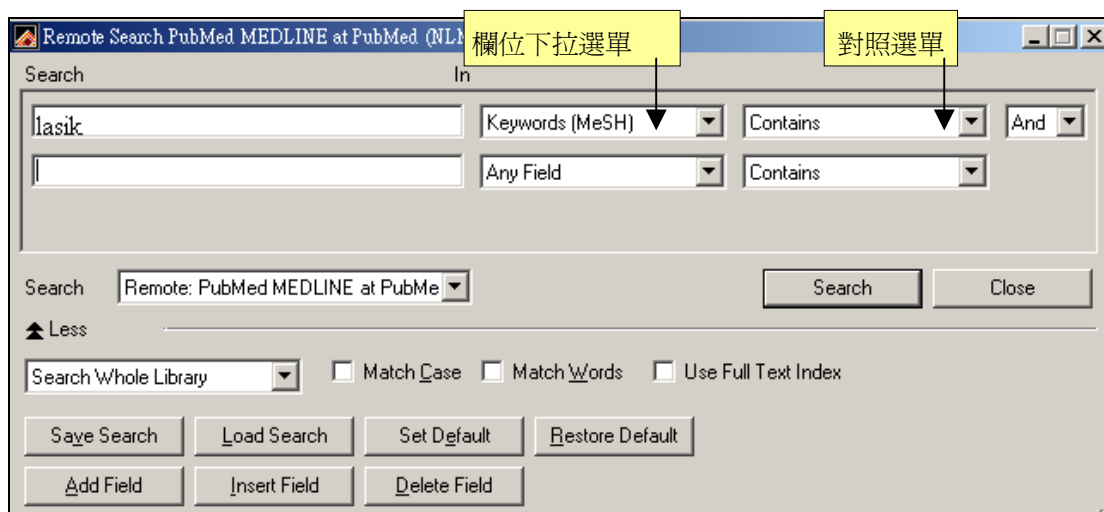 Remote Search PubMed MEDLINE at PubMed (NLM
欄位下拉選單
對照選單
Search In
lasik Keywords (MeSH) Contains And
Any Field Contains
Search Remote: PubMed MEDLINE at PubMe Search Close
Less
Search Whole Library Match Case Match Words Use Full Text Index
Save Search Load Search Set Default Restore Default
Add Field Insert Field Delete Field